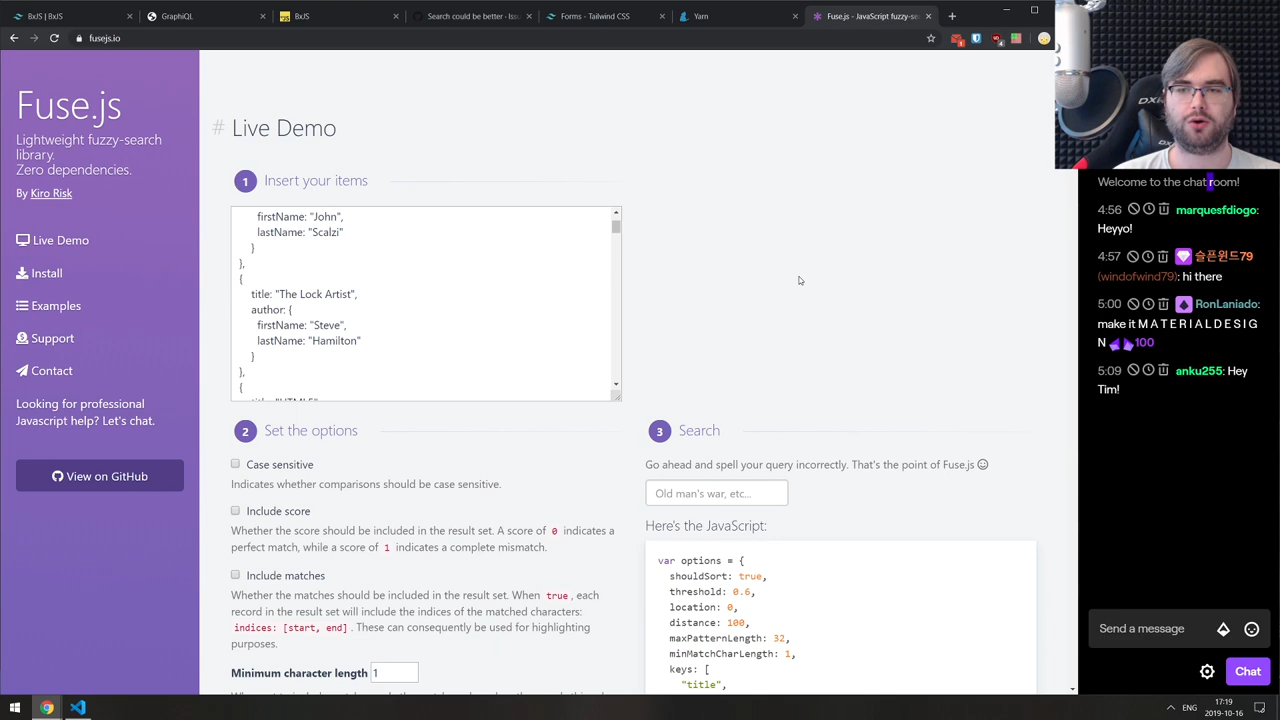 BxJS | BxJS
GraphiQL
BxJS
Search could be better · Issu
Forms - Tailwind CSS
Yarn
Fuse.js - JavaScript fuzzy-se
fusejs.io
Fuse.js
Lightweight fuzzy-search
library.
Zero dependencies.
By Kiro Risk
Live Demo
Install
Examples
Support
Contact
Looking for professional
Javascript help? Let's chat.
View on GitHub
# Live Demo
1 Insert your items
firstName: "John",
lastName: "Scalzi"
}
},
{
title: "The Lock Artist",
author: {
firstName: "Steve",
lastName: "Hamilton"
}
},
{
2 Set the options
Case sensitive
Indicates whether comparisons should be case sensitive.
Include score
Whether the score should be included in the result set. A score of 0 indicates a
perfect match, while a score of 1 indicates a complete mismatch.
Include matches
Whether the matches should be included in the result set. When true, each
record in the result set will include the indices of the matched characters:
indices: [start, end]. These can consequently be used for highlighting
purposes.
Minimum character length 1
3 Search
Go ahead and spell your query incorrectly. That's the point of Fuse.js
Old man's war, etc...
Here's the JavaScript:
var options = {
shouldSort: true,
threshold: 0.6,
location: 0,
distance: 100,
maxPatternLength: 32,
minMatchCharLength: 1,
keys: [
"title",
Welcome to the chat room!
4:56 marquesfdiogo:
Heyyo!
4:57 슬픈윈드79
(windofwind79): hi there
5:00 RonLaniado:
make it M A T E R I A L D E S I G
N 100
5:09 anku255: Hey
Tim!
Send a message
Chat
ENG
17:19
2019-10-16